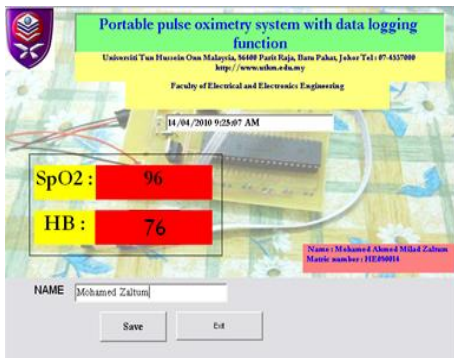 Portable pulse oximetry system with data logging
function
Universiti Tun Hussein Onn Malaysia, 86400 Parit Raja, Batu Pahat, Johor Tel : 07-4537000
http://www.uthm.edu.my
Faculty of Electrical and Electronics Engineering
14/04/2010 9:25:07 AM
SpO2 : 96
HB : 76
Name : Mohamed Ahmed Milad Zaltum
Matric number : HE080014
NAME Mohamed Zaltum
Save Exit